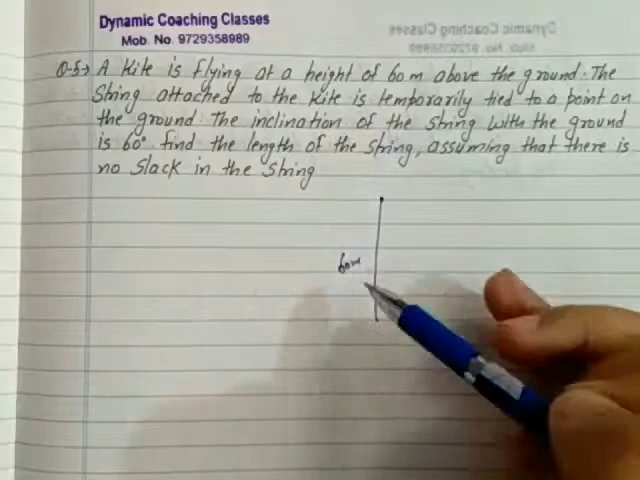 Dynamic Coaching Classes
Mob. No. 9729358989
Q-5→ A Kite is flying at a height of 60 m above the ground. The
String attached to the Kite is temporarily tied to a point on
the ground. The inclination of the string with the ground
is 60° find the length of the string, assuming that there is
no Slack in the String
60m